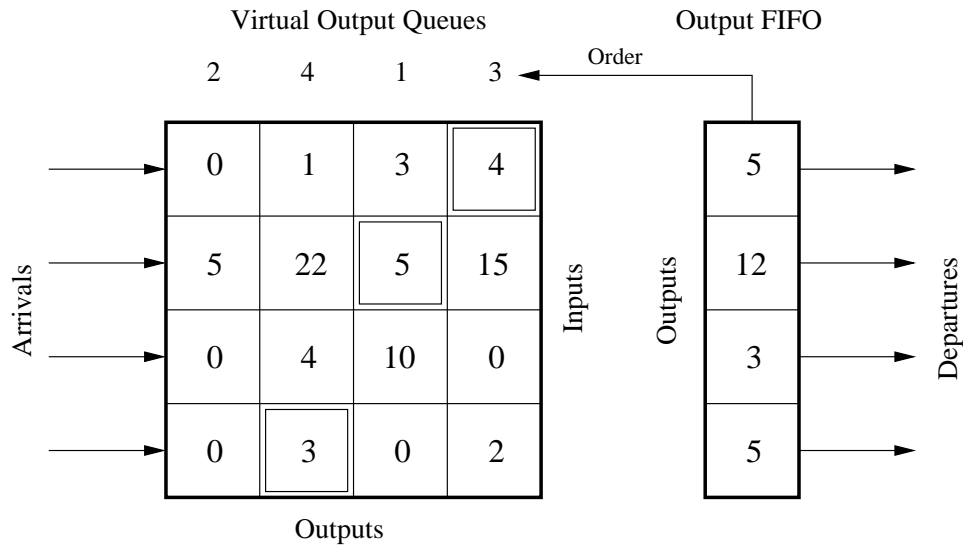 Virtual Output Queues
Output FIFO
Order
2 4 1 3
0 1 3 4
5 22 5 15
0 4 10 0
0 3 0 2
5
12
3
5
Arrivals
Inputs
Outputs
Departures
Outputs